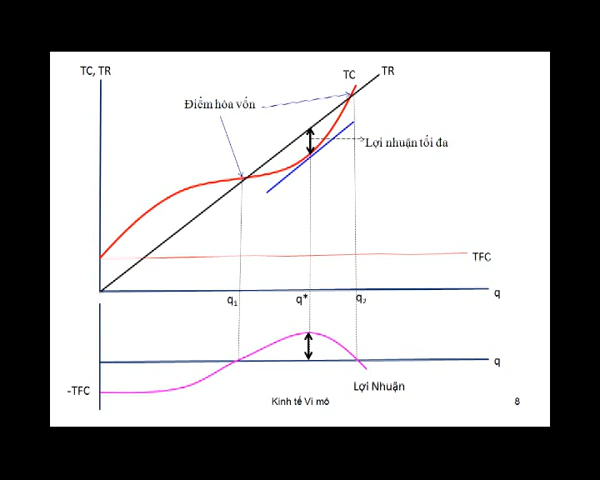 TC, TR
TC
TR
Điểm hòa vốn
Lợi nhuận tối đa
TFC
q₁
q*
q₂
q
q
-TFC
Lợi Nhuận
Kinh tế Vi mô
8